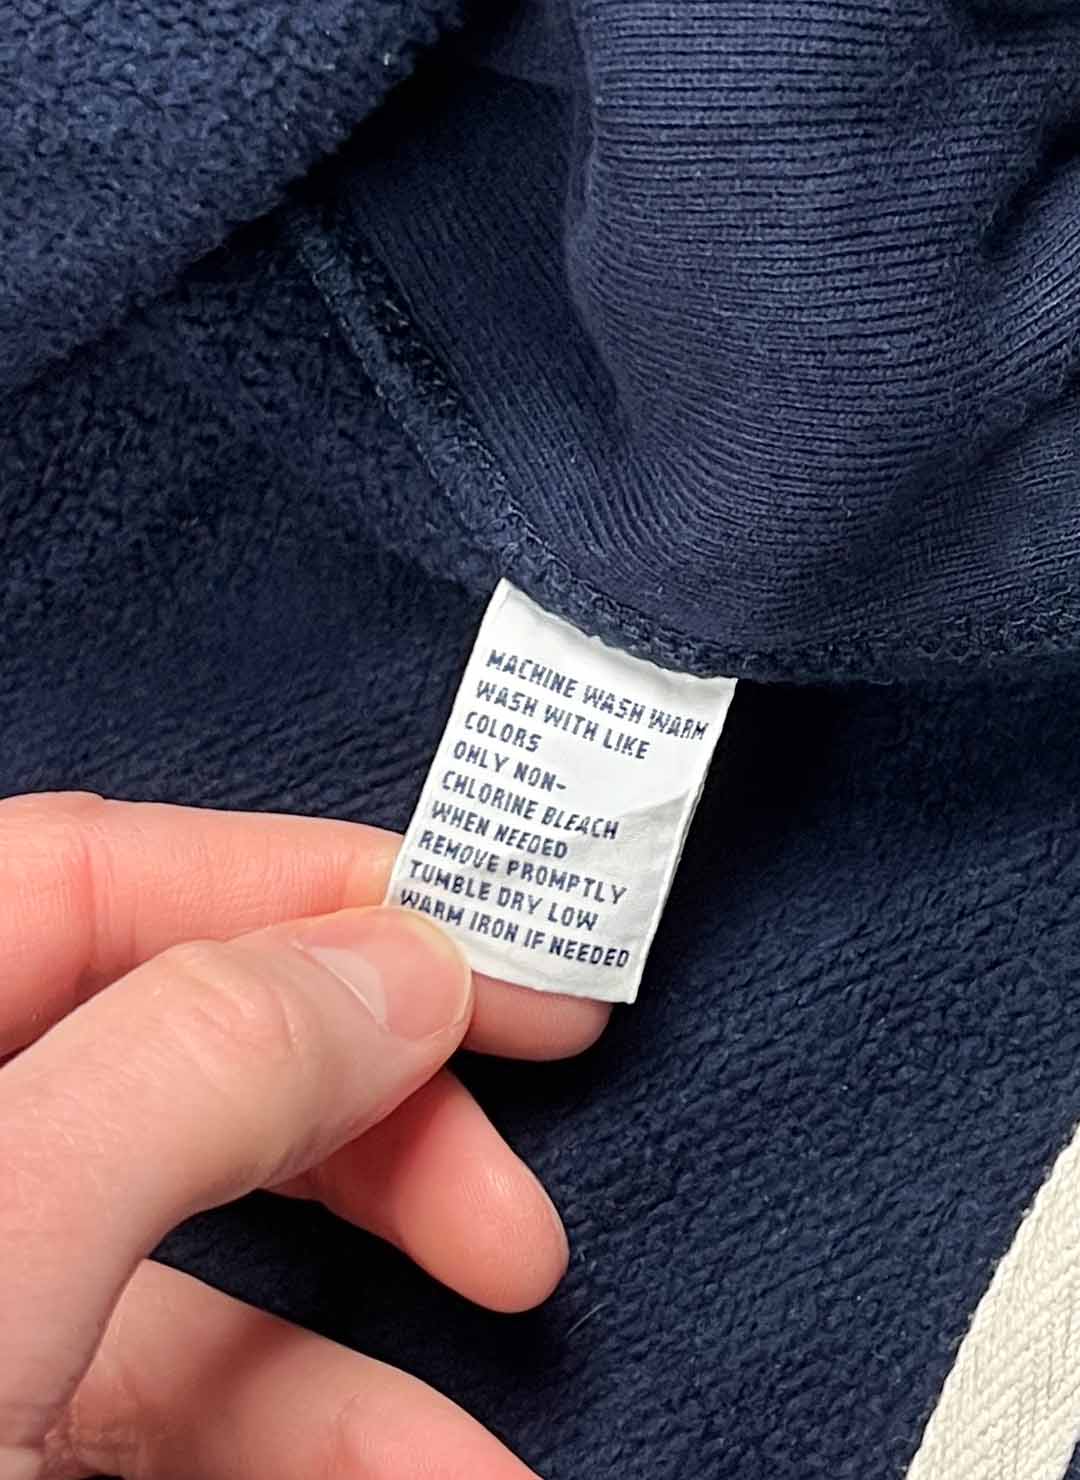 MACHINE WASH WARM
WASH WITH LIKE
COLORS
ONLY NON-
CHLORINE BLEACH
WHEN NEEDED
REMOVE PROMPTLY
TUMBLE DRY LOW
WARM IRON IF NEEDED